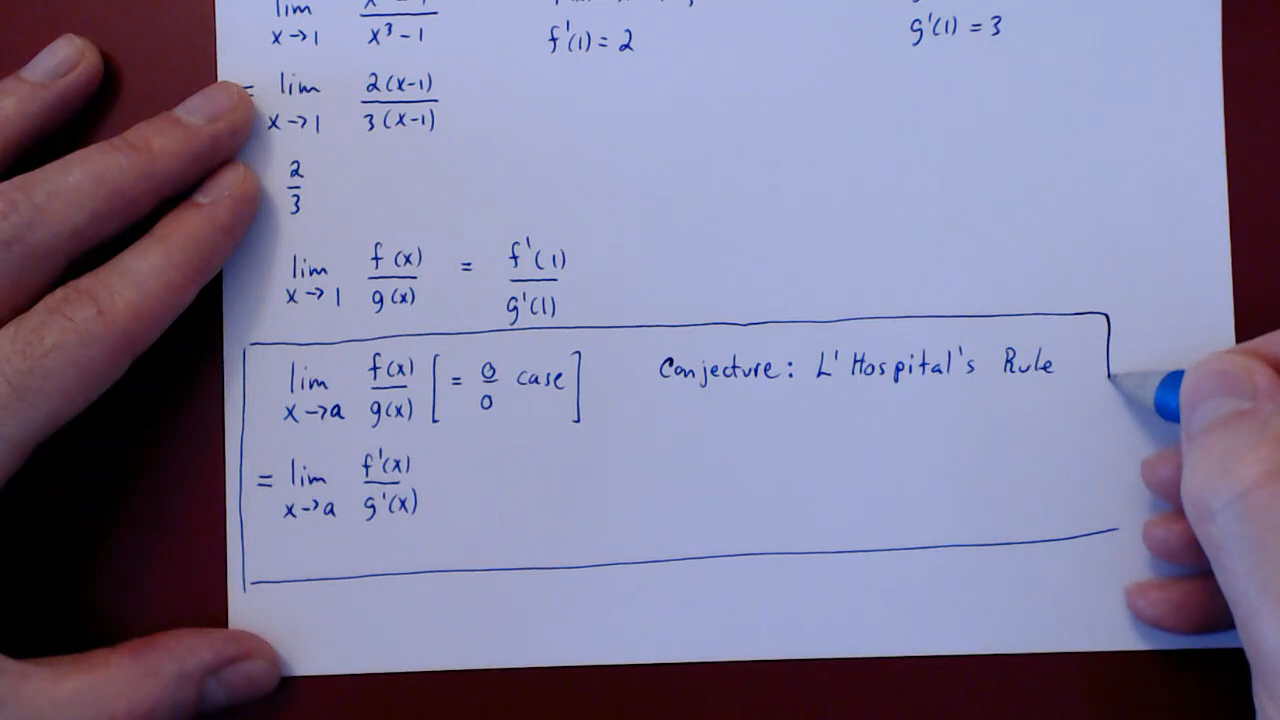 lim
x→1 x³-1 f'(1) = 2 g'(1) = 3
= lim 2(x-1)
x→1 3(x-1)
2
3
lim f(x) = f'(1)
x→1 g(x) g'(1)
lim f(x) [= 0 case] Conjecture: L'Hospital's Rule
x→a g(x) 0
= lim f'(x)
x→a g'(x)